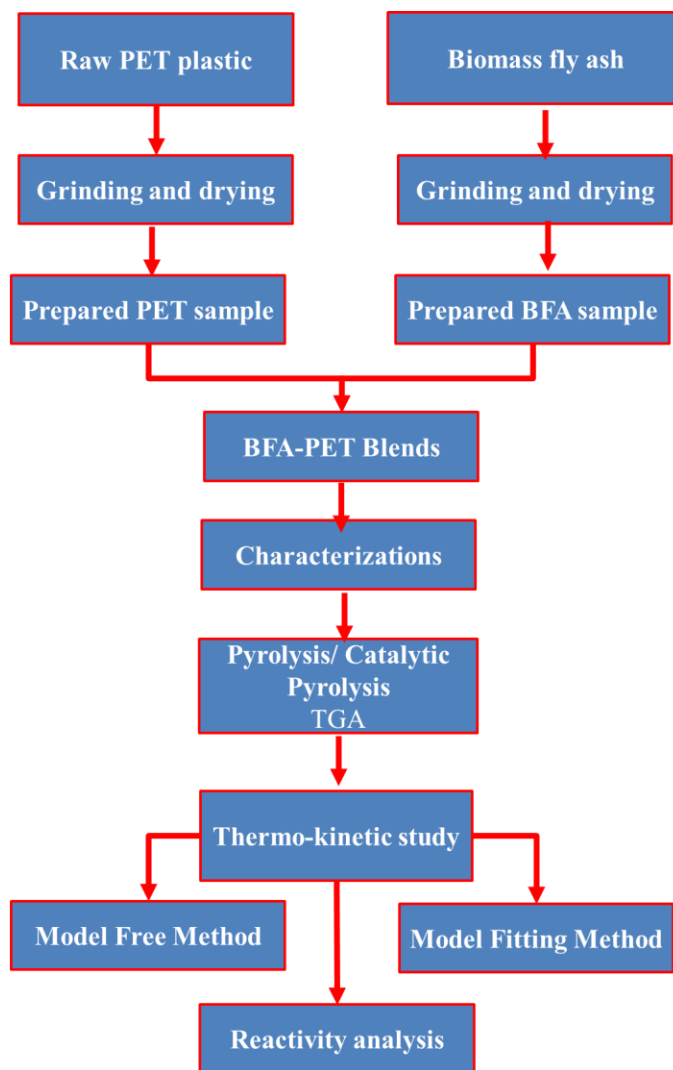 Raw PET plastic
Biomass fly ash
Grinding and drying
Grinding and drying
Prepared PET sample
Prepared BFA sample
BFA-PET Blends
Characterizations
Pyrolysis/ Catalytic
Pyrolysis
TGA
Thermo-kinetic study
Model Free Method
Model Fitting Method
Reactivity analysis